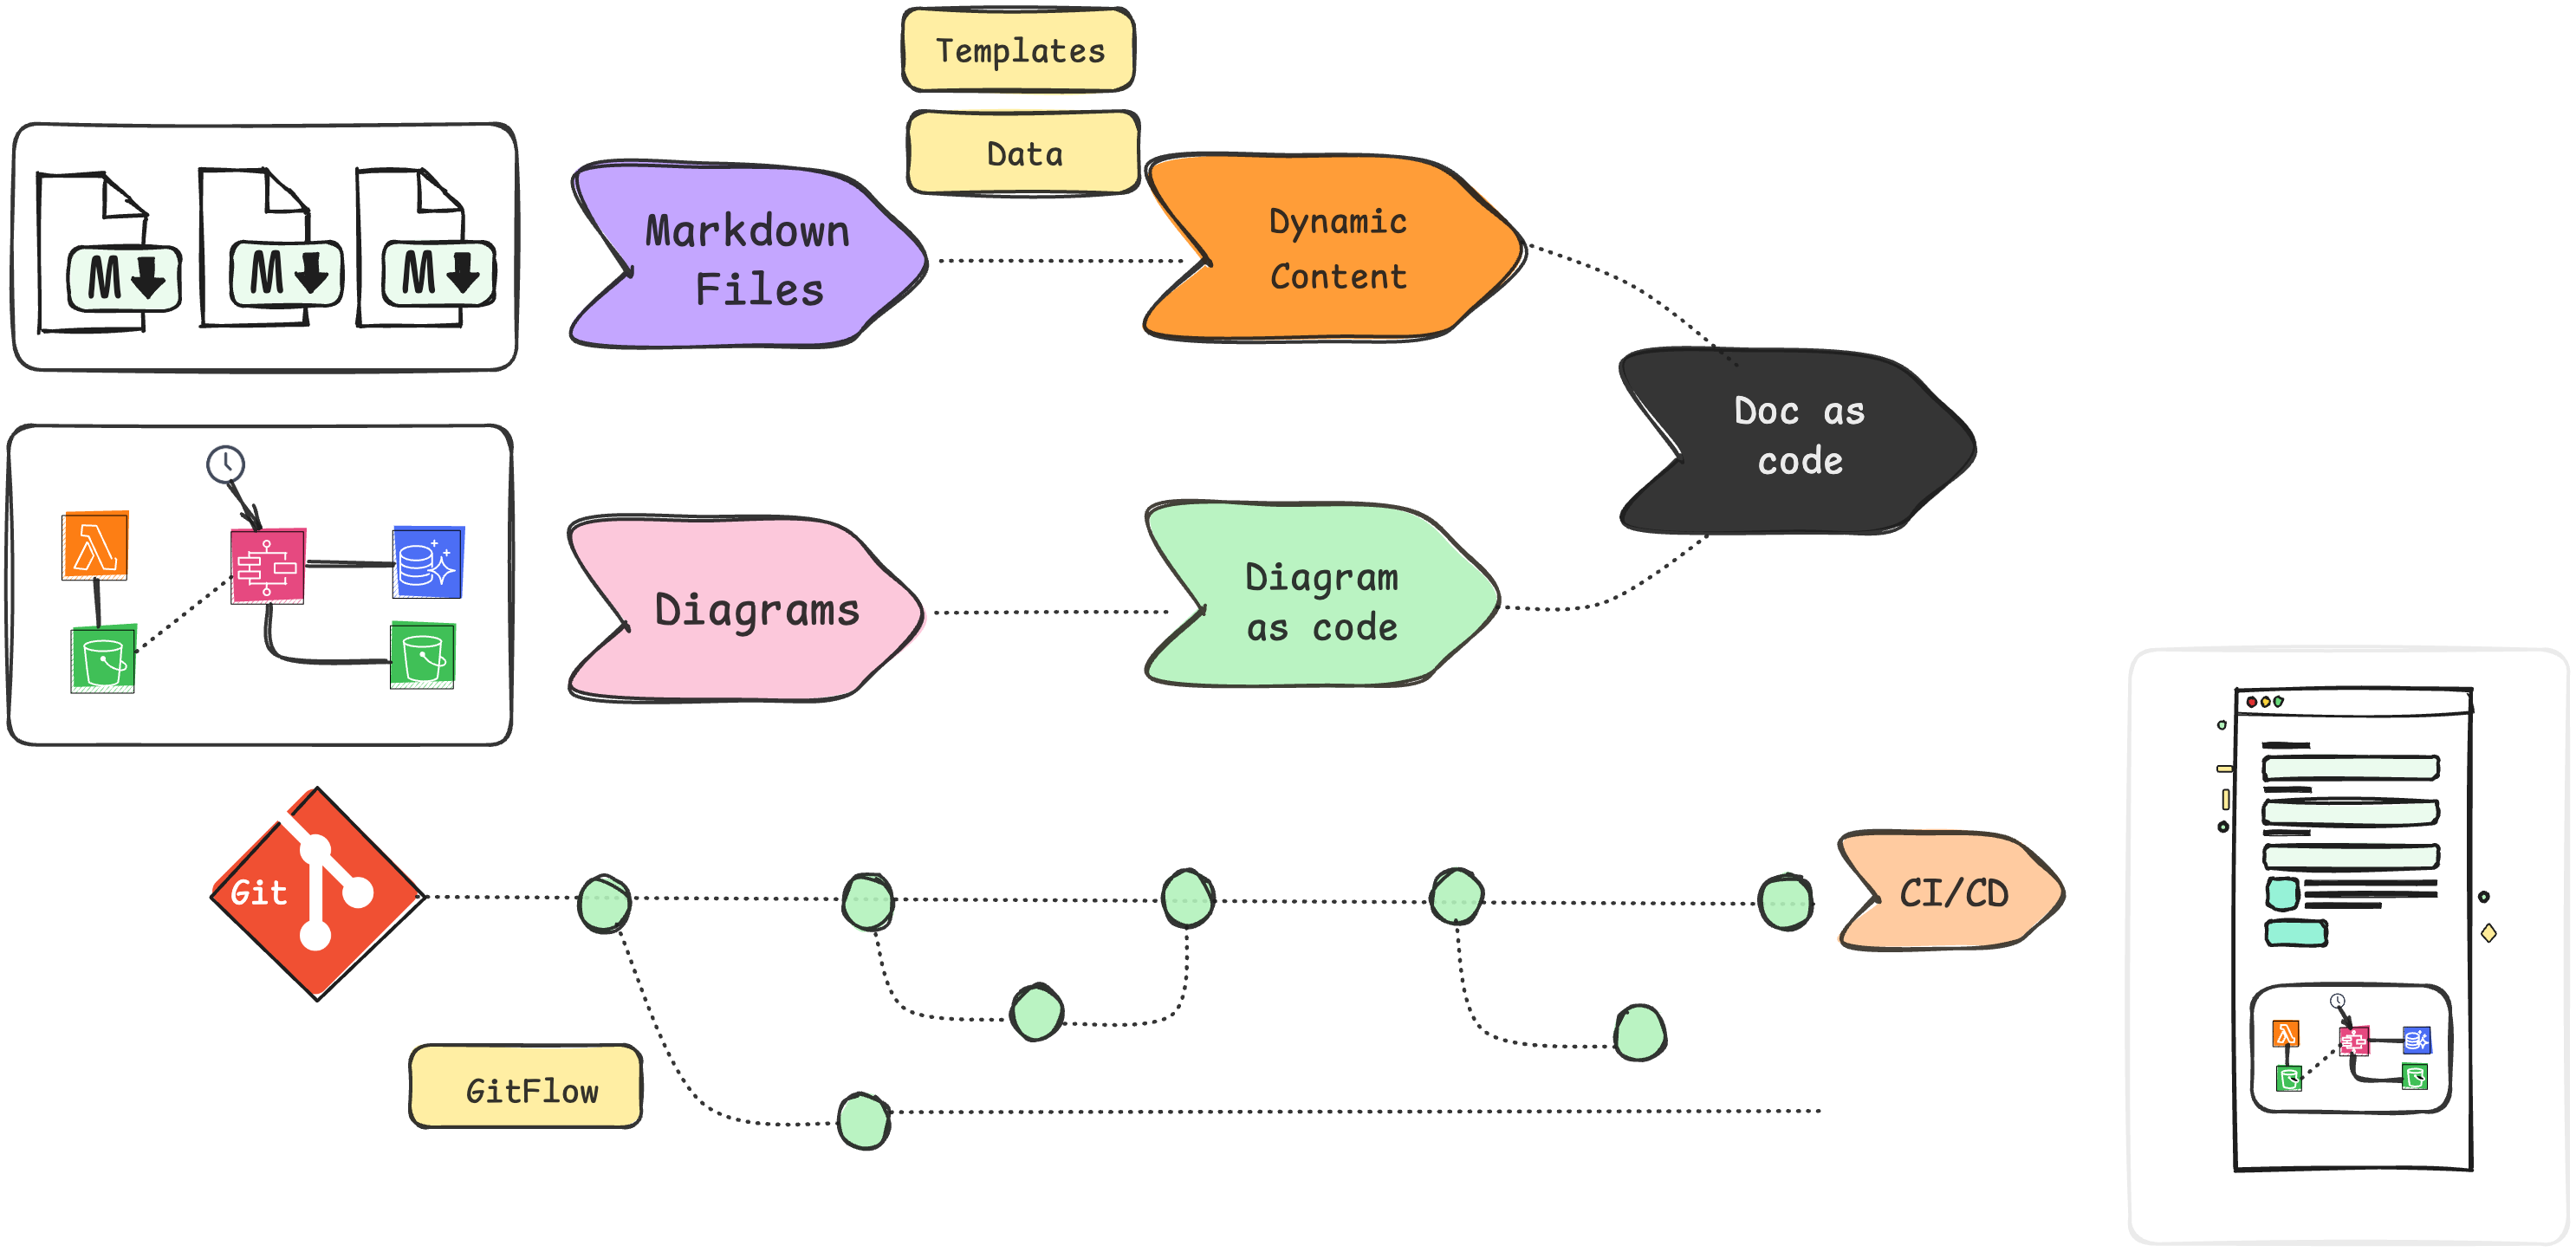 Templates
Data
M
M
M
Markdown
Files
Dynamic
Content
Doc as
code
Diagrams
Diagram
as code
Git
CI/CD
GitFlow